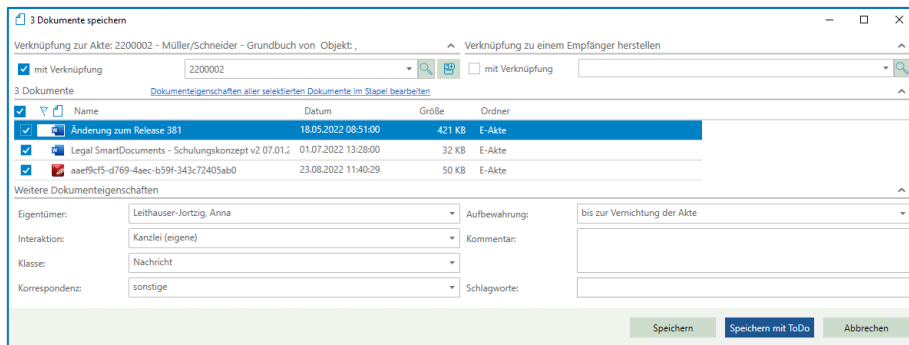 3 Dokumente speichern
Verknüpfung zur Akte: 2200002 - Müller/Schneider - Grundbuch von Objekt: ,
Verknüpfung zu einem Empfänger herstellen
mit Verknüpfung 2200002
mit Verknüpfung
3 Dokumente Dokumenteigenschaften aller selektierten Dokumente im Stapel bearbeiten
Name Datum Größe Ordner
Änderung zum Release 381 18.05.2022 08:51:00 421 KB E-Akte
Legal SmartDocuments - Schulungskonzept v2 07.01.2 01.07.2022 13:28:00 32 KB E-Akte
aaef9cf5-d769-4aec-b59f-343c72405ab0 23.08.2022 11:40:29 50 KB E-Akte
Weitere Dokumenteigenschaften
Eigentümer: Leithauser-Jortzig, Anna
Aufbewahrung: bis zur Vernichtung der Akte
Interaktion: Kanzlei (eigene)
Kommentar:
Klasse: Nachricht
Korrespondenz: sonstige
Schlagworte:
Speichern Speichern mit ToDo Abbrechen